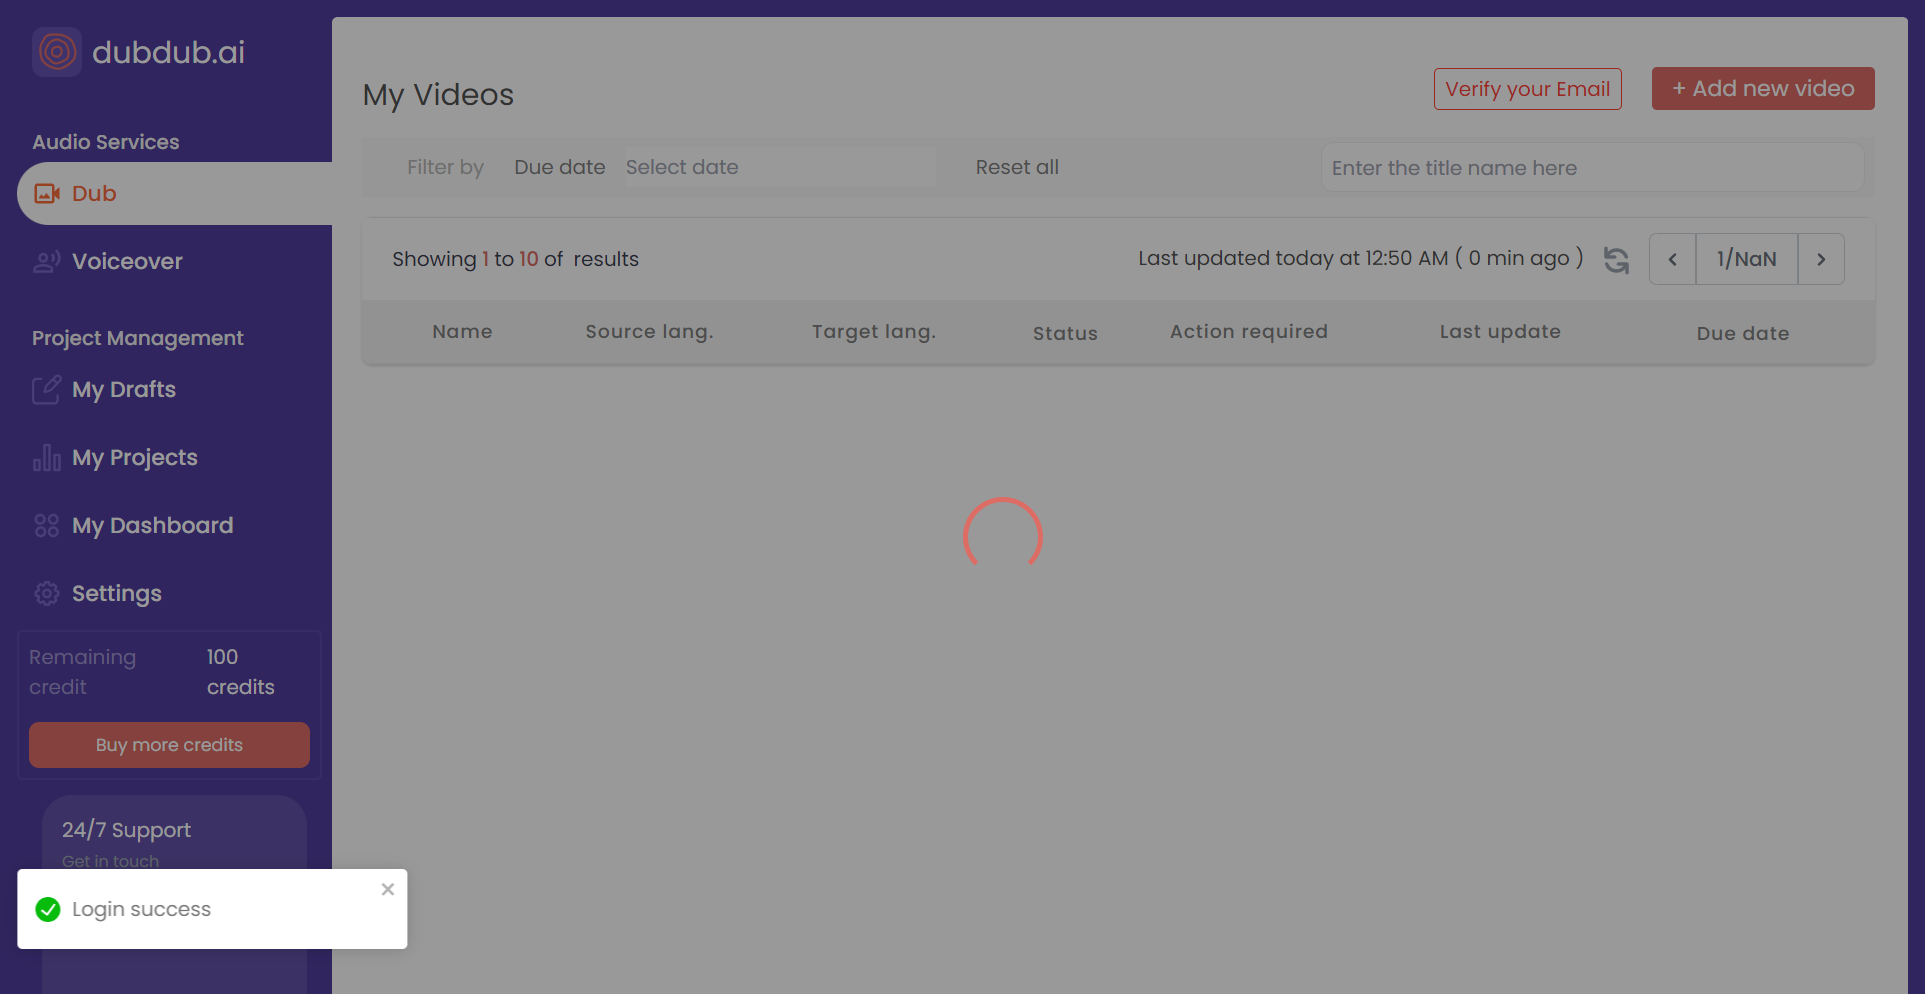 dubdub.ai
Audio Services
Dub
Voiceover
Project Management
My Drafts
My Projects
My Dashboard
Settings
Remaining credit
100 credits
Buy more credits
24/7 Support
Get in touch
Login success
My Videos
Verify your Email
+ Add new video
Filter by Due date Select date Reset all Enter the title name here
Showing 1 to 10 of results
Last updated today at 12:50 AM ( 0 min ago )
1/NaN
Name Source lang. Target lang. Status Action required Last update Due date